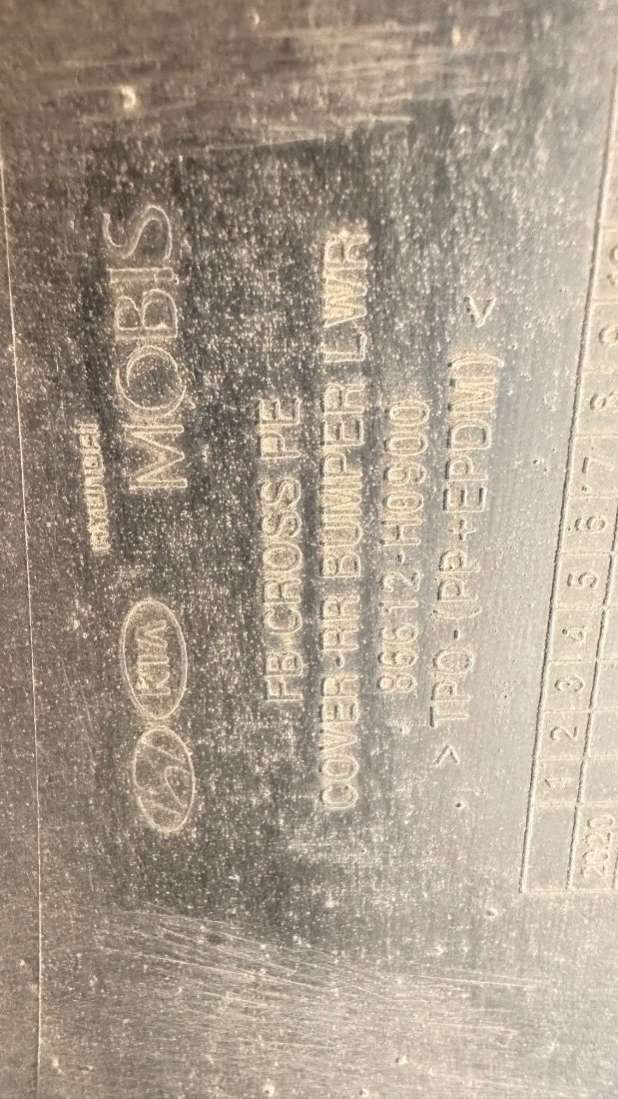 HYUNDAI
MOBIS
KIA
FB CROSS PE
COVER-RR BUMPER LWR
86612-H0900
> TPO-(PP+EPDM) <
1 2 3 4 5 6 7 8 9 10
2020